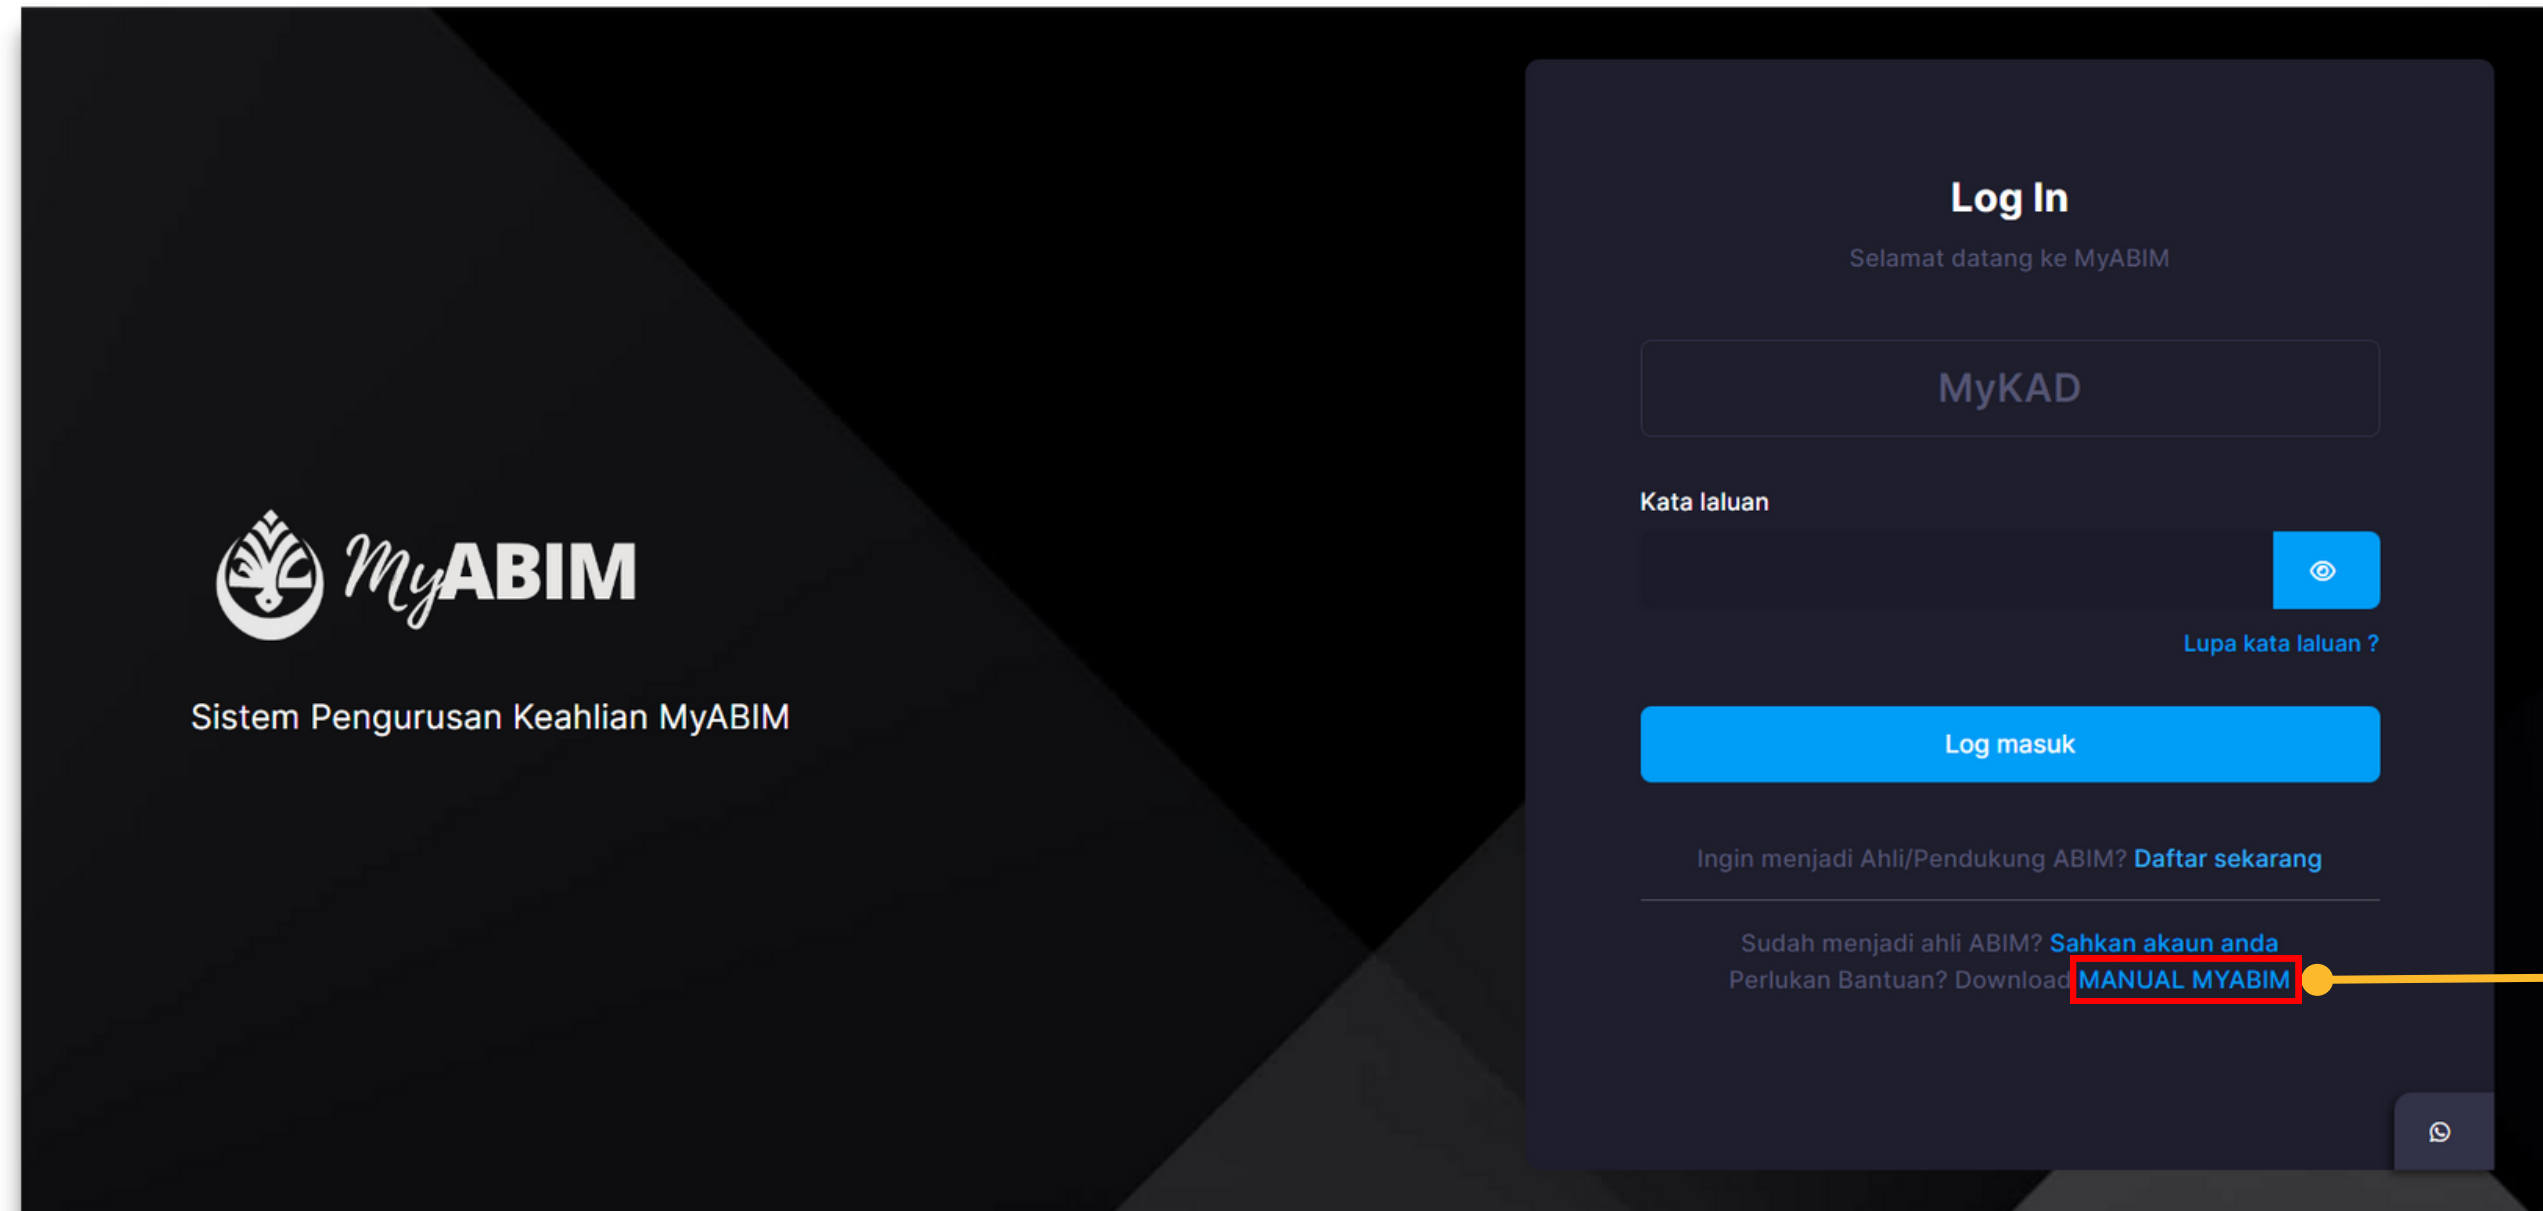 MyABIM
Sistem Pengurusan Keahlian MyABIM
Log In
Selamat datang ke MyABIM
MyKAD
Kata laluan
Lupa kata laluan ?
Log masuk
Ingin menjadi Ahli/Pendukung ABIM? Daftar sekarang
Sudah menjadi ahli ABIM? Sahkan akaun anda
Perlukan Bantuan? Download MANUAL MYABIM